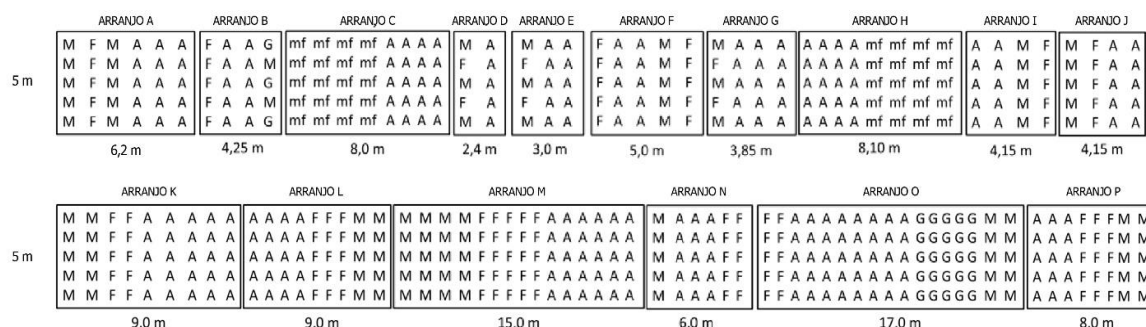 ARRANJO A ARRANJO B ARRANJO C ARRANJO D ARRANJO E ARRANJO F ARRANJO G ARRANJO H ARRANJO I ARRANJO J
M F M A A A F A A G mf mf mf mf A A A A M A M A A F A A M F M A A A A A A A mf mf mf mf A A M F M F A A
M F M A A A F A A M mf mf mf mf A A A A F A F A A F A A M F F A A A A A A A mf mf mf mf A A M F M F A A
5 m M F M A A A F A A G mf mf mf mf A A A A M A M A A F A A M F M A A A A A A A mf mf mf mf A A M F M F A A
M F M A A A F A A M mf mf mf mf A A A A F A F A A F A A M F F A A A A A A A mf mf mf mf A A M F M F A A
M F M A A A F A A G mf mf mf mf A A A A M A M A A F A A M F M A A A A A A A mf mf mf mf A A M F M F A A
6,2 m 4,25 m 8,0 m 2,4 m 3,0 m 5,0 m 3,85 m 8,10 m 4,15 m 4,15 m
ARRANJO K ARRANJO L ARRANJO M ARRANJO N ARRANJO O ARRANJO P
M M F F A A A A A A A A A F F F M M M M M M F F F F F A A A A A A M A A A F F F F A A A A A A A A A G G G G G M M A A A F F F M M
M M F F A A A A A A A A A F F F M M M M M M F F F F F A A A A A A M A A A F F F F A A A A A A A A A G G G G G M M A A A F F F M M
5 m M M F F A A A A A A A A A F F F M M M M M M F F F F F A A A A A A M A A A F F F F A A A A A A A A A G G G G G M M A A A F F F M M
M M F F A A A A A A A A A F F F M M M M M M F F F F F A A A A A A M A A A F F F F A A A A A A A A A G G G G G M M A A A F F F M M
M M F F A A A A A A A A A F F F M M M M M M F F F F F A A A A A A M A A A F F F F A A A A A A A A A G G G G G M M A A A F F F M M
9,0 m 9,0 m 15,0 m 6,0 m 17,0 m 8,0 m